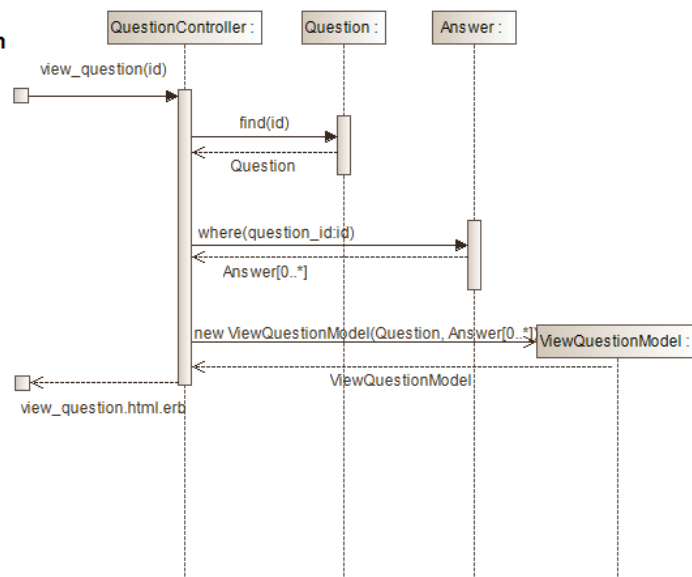 QuestionController :
Question :
Answer :
n
view_question(id)
find(id)
Question
where(question_id:id)
Answer[0..*]
new ViewQuestionModel(Question, Answer[0..*])
ViewQuestionModel :
ViewQuestionModel
view_question.html.erb